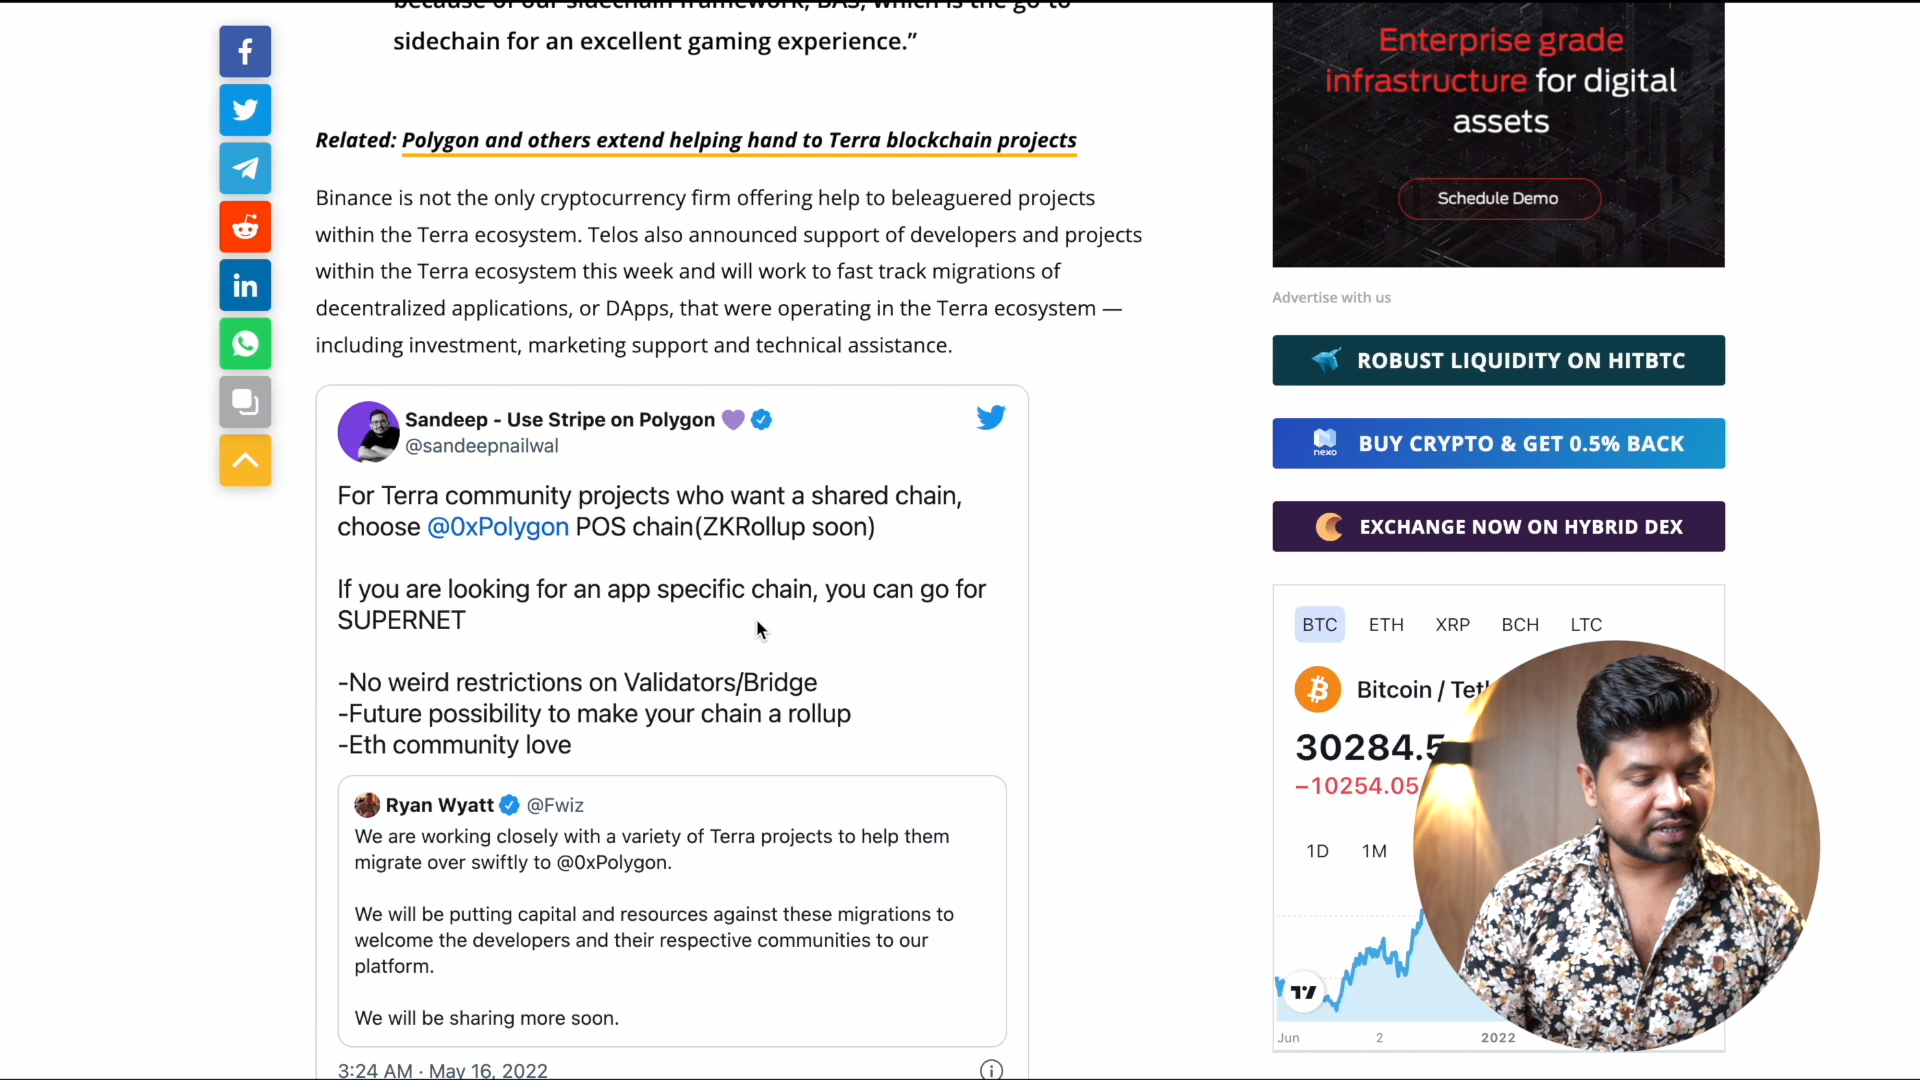 sidechain for an excellent gaming experience.”
Related: Polygon and others extend helping hand to Terra blockchain projects
Binance is not the only cryptocurrency firm offering help to beleaguered projects
within the Terra ecosystem. Telos also announced support of developers and projects
within the Terra ecosystem this week and will work to fast track migrations of
decentralized applications, or DApps, that were operating in the Terra ecosystem —
including investment, marketing support and technical assistance.
Sandeep - Use Stripe on Polygon
@sandeepnailwal
For Terra community projects who want a shared chain,
choose @0xPolygon POS chain(ZKRollup soon)
If you are looking for an app specific chain, you can go for
SUPERNET
-No weird restrictions on Validators/Bridge
-Future possibility to make your chain a rollup
-Eth community love
Ryan Wyatt @Fwiz
We are working closely with a variety of Terra projects to help them
migrate over swiftly to @0xPolygon.
We will be putting capital and resources against these migrations to
welcome the developers and their respective communities to our
platform.
We will be sharing more soon.
3:24 AM · May 16, 2022
Enterprise grade
infrastructure for digital
assets
Schedule Demo
Advertise with us
ROBUST LIQUIDITY ON HITBTC
nexo
BUY CRYPTO & GET 0.5% BACK
EXCHANGE NOW ON HYBRID DEX
BTC ETH XRP BCH LTC
Bitcoin /
30284.5
−10254.05
1D 1M
Jun 2 2022